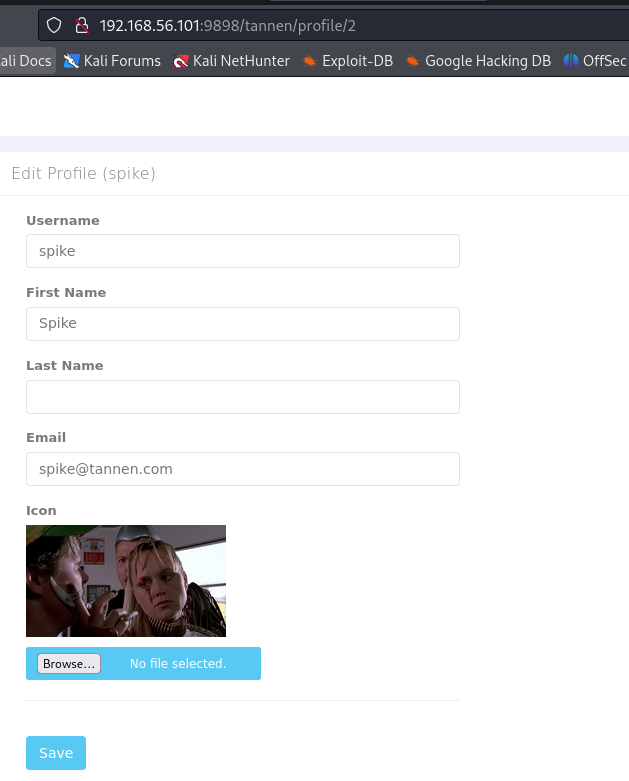 192.168.56.101:9898/tannen/profile/2
ali Docs Kali Forums Kali NetHunter Exploit-DB Google Hacking DB OffSec
Edit Profile (spike)
Username
spike
First Name
Spike
Last Name
Email
spike@tannen.com
Icon
Browse... No file selected.
Save